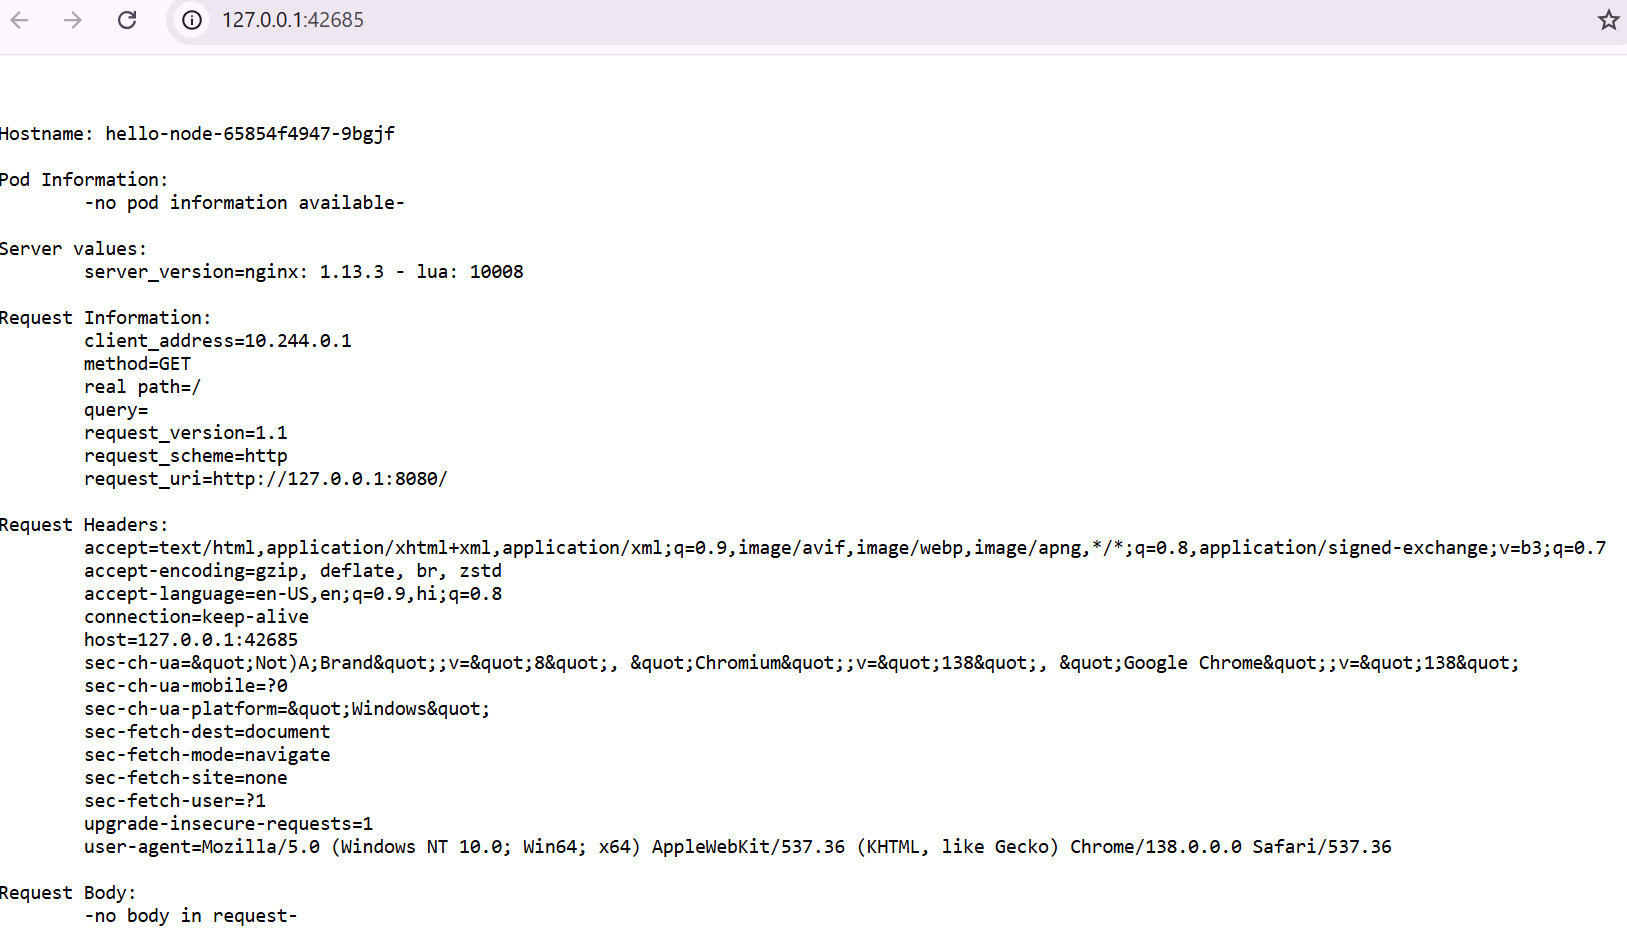 127.0.0.1:42685
Hostname: hello-node-65854f4947-9bgjf
Pod Information:
-no pod information available-
Server values:
server_version=nginx: 1.13.3 - lua: 10008
Request Information:
client_address=10.244.0.1
method=GET
real path=/
query=
request_version=1.1
request_scheme=http
request_uri=http://127.0.0.1:8080/
Request Headers:
accept=text/html,application/xhtml+xml,application/xml;q=0.9,image/avif,image/webp,image/apng,*/*;q=0.8,application/signed-exchange;v=b3;q=0.7
accept-encoding=gzip, deflate, br, zstd
accept-language=en-US,en;q=0.9,hi;q=0.8
connection=keep-alive
host=127.0.0.1:42685
sec-ch-ua=&quot;Not)A;Brand&quot;;v=&quot;8&quot;, &quot;Chromium&quot;;v=&quot;138&quot;, &quot;Google Chrome&quot;;v=&quot;138&quot;
sec-ch-ua-mobile=?0
sec-ch-ua-platform=&quot;Windows&quot;
sec-fetch-dest=document
sec-fetch-mode=navigate
sec-fetch-site=none
sec-fetch-user=?1
upgrade-insecure-requests=1
user-agent=Mozilla/5.0 (Windows NT 10.0; Win64; x64) AppleWebKit/537.36 (KHTML, like Gecko) Chrome/138.0.0.0 Safari/537.36
Request Body:
-no body in request-